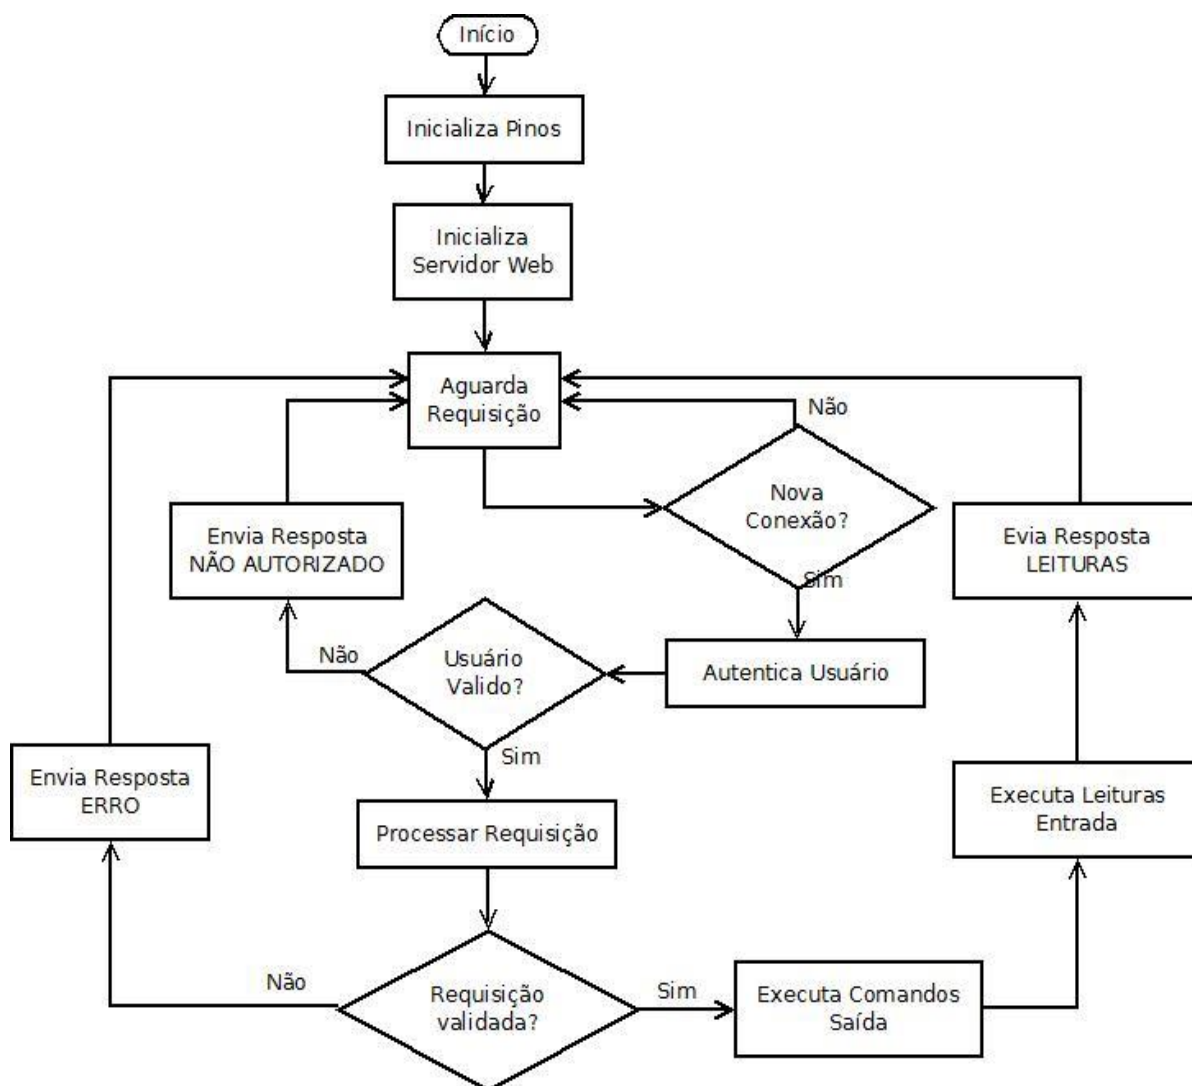 Início
Inicializa Pinos
Inicializa
Servidor Web
Aguarda
Requisição
Não
Nova
Conexão?
Sim
Envia Resposta
NÃO AUTORIZADO
Evia Resposta
LEITURAS
Autentica Usuário
Usuário
Valido?
Não
Sim
Envia Resposta
ERRO
Processar Requisição
Executa Leituras
Entrada
Requisição
validada?
Não
Sim
Executa Comandos
Saída